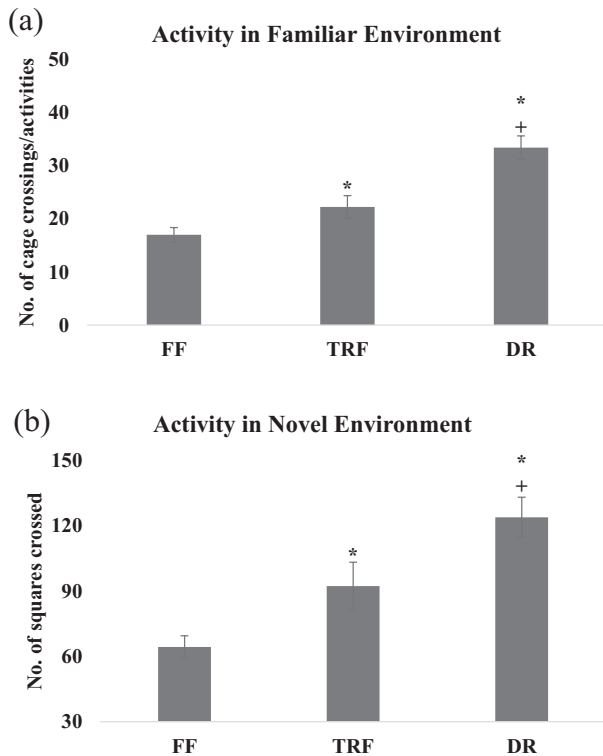 (a)
Activity in Familiar Environment
No. of cage crossings/activities
50
40
30
20
10
0
*
*
+
FF TRF DR
(b)
Activity in Novel Environment
No. of squares crossed
150
120
90
60
30
*
*
+
FF TRF DR